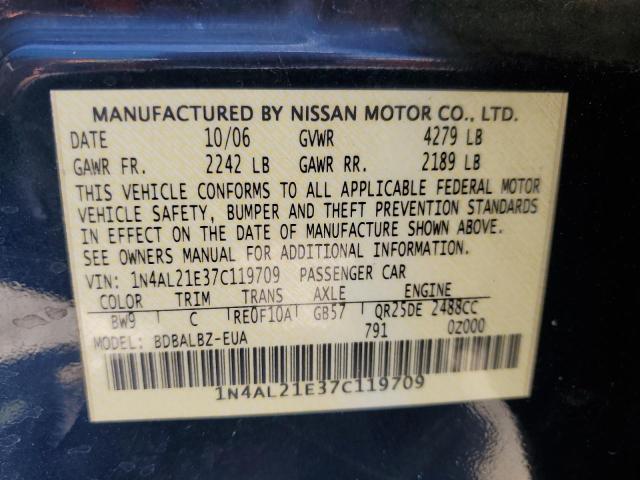 MANUFACTURED BY NISSAN MOTOR CO., LTD.
DATE 10/06 GVWR 4279 LB
GAWR FR. 2242 LB GAWR RR. 2189 LB
THIS VEHICLE CONFORMS TO ALL APPLICABLE FEDERAL MOTOR
VEHICLE SAFETY, BUMPER AND THEFT PREVENTION STANDARDS
IN EFFECT ON THE DATE OF MANUFACTURE SHOWN ABOVE.
SEE OWNERS MANUAL FOR ADDITIONAL INFORMATION.
VIN: 1N4AL21E37C119709 PASSENGER CAR
COLOR TRIM TRANS AXLE ENGINE
BW9 C RE0F10A GB57 QR25DE 2488CC
MODEL: BDBALBZ-EUA 791 0Z000
1N4AL21E37C119709